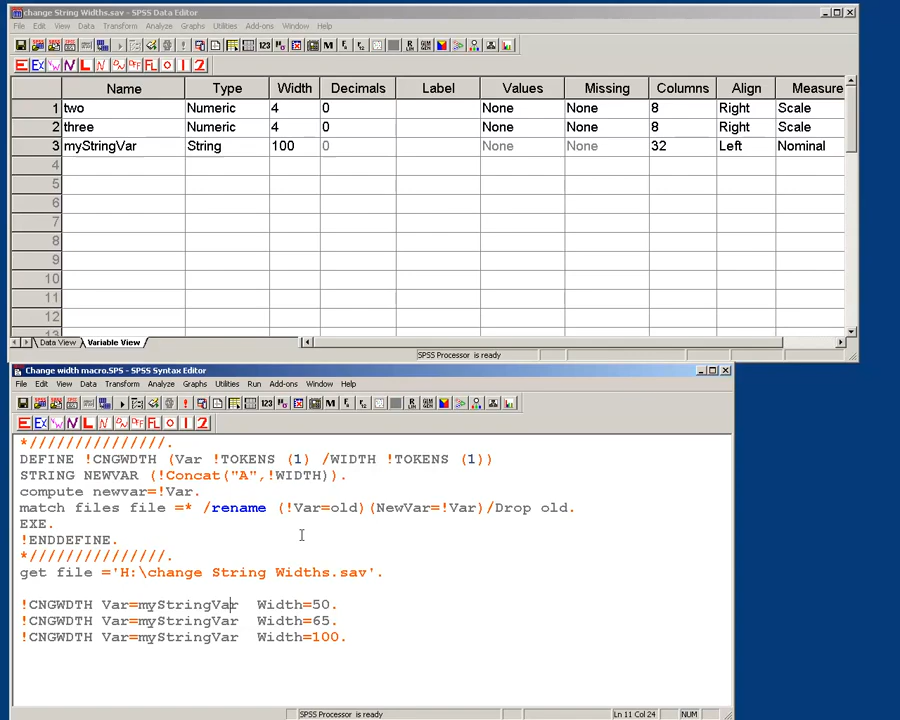 change String Widths.sav - SPSS Data Editor
File Edit View Data Transform Analyze Graphs Utilities Add-ons Window Help
Name Type Width Decimals Label Values Missing Columns Align Measure
1 two Numeric 4 0 None None 8 Right Scale
2 three Numeric 4 0 None None 8 Right Scale
3 myStringVar String 100 0 None None 32 Left Nominal
4
5
6
7
8
9
10
11
12
13
Data View Variable View
SPSS Processor is ready
Change width macro.SPS - SPSS Syntax Editor
File Edit View Data Transform Analyze Graphs Utilities Run Add-ons Window Help
*///////////////.
DEFINE !CNGWDTH (Var !TOKENS (1) /WIDTH !TOKENS (1))
STRING NEWVAR (!Concat("A",!WIDTH)).
compute newvar=!Var.
match files file =* /rename (!Var=old)(NewVar=!Var)/Drop old.
EXE.
!ENDDEFINE.
*///////////////.
get file ='H:\change String Widths.sav'.
!CNGWDTH Var=myStringVar Width=50.
!CNGWDTH Var=myStringVar Width=65.
!CNGWDTH Var=myStringVar Width=100.
SPSS Processor is ready
Ln 11 Col 24 NUM